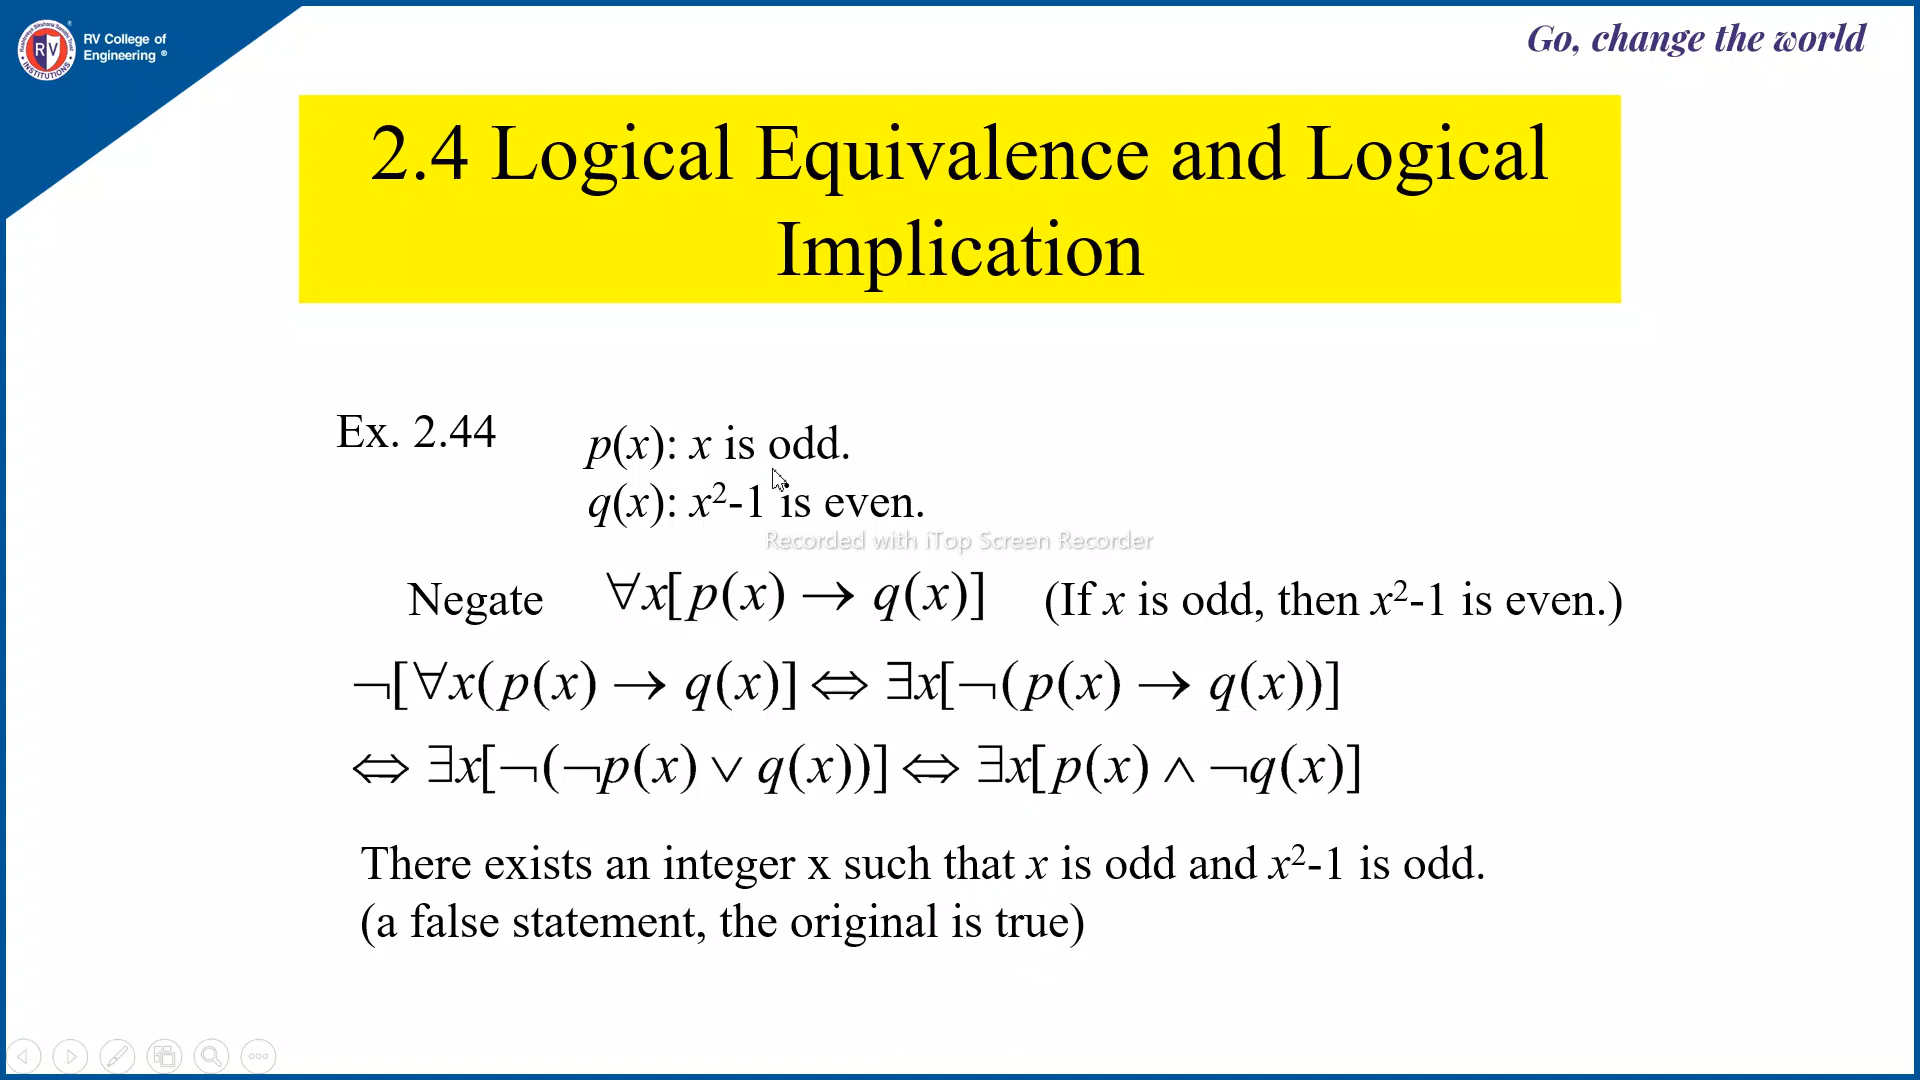 RV College of
Engineering ®
Go, change the world
2.4 Logical Equivalence and Logical
Implication
Ex. 2.44
p(x): x is odd.
q(x): x²-1 is even.
Recorded with iTop Screen Recorder
Negate ∀x[p(x) → q(x)] (If x is odd, then x²-1 is even.)
¬[∀x(p(x) → q(x)] ⇔ ∃x[¬(p(x) → q(x))]
⇔ ∃x[¬(¬p(x) ∨ q(x))] ⇔ ∃x[p(x) ∧ ¬q(x)]
There exists an integer x such that x is odd and x²-1 is odd.
(a false statement, the original is true)
RV
INSTITUTIONS